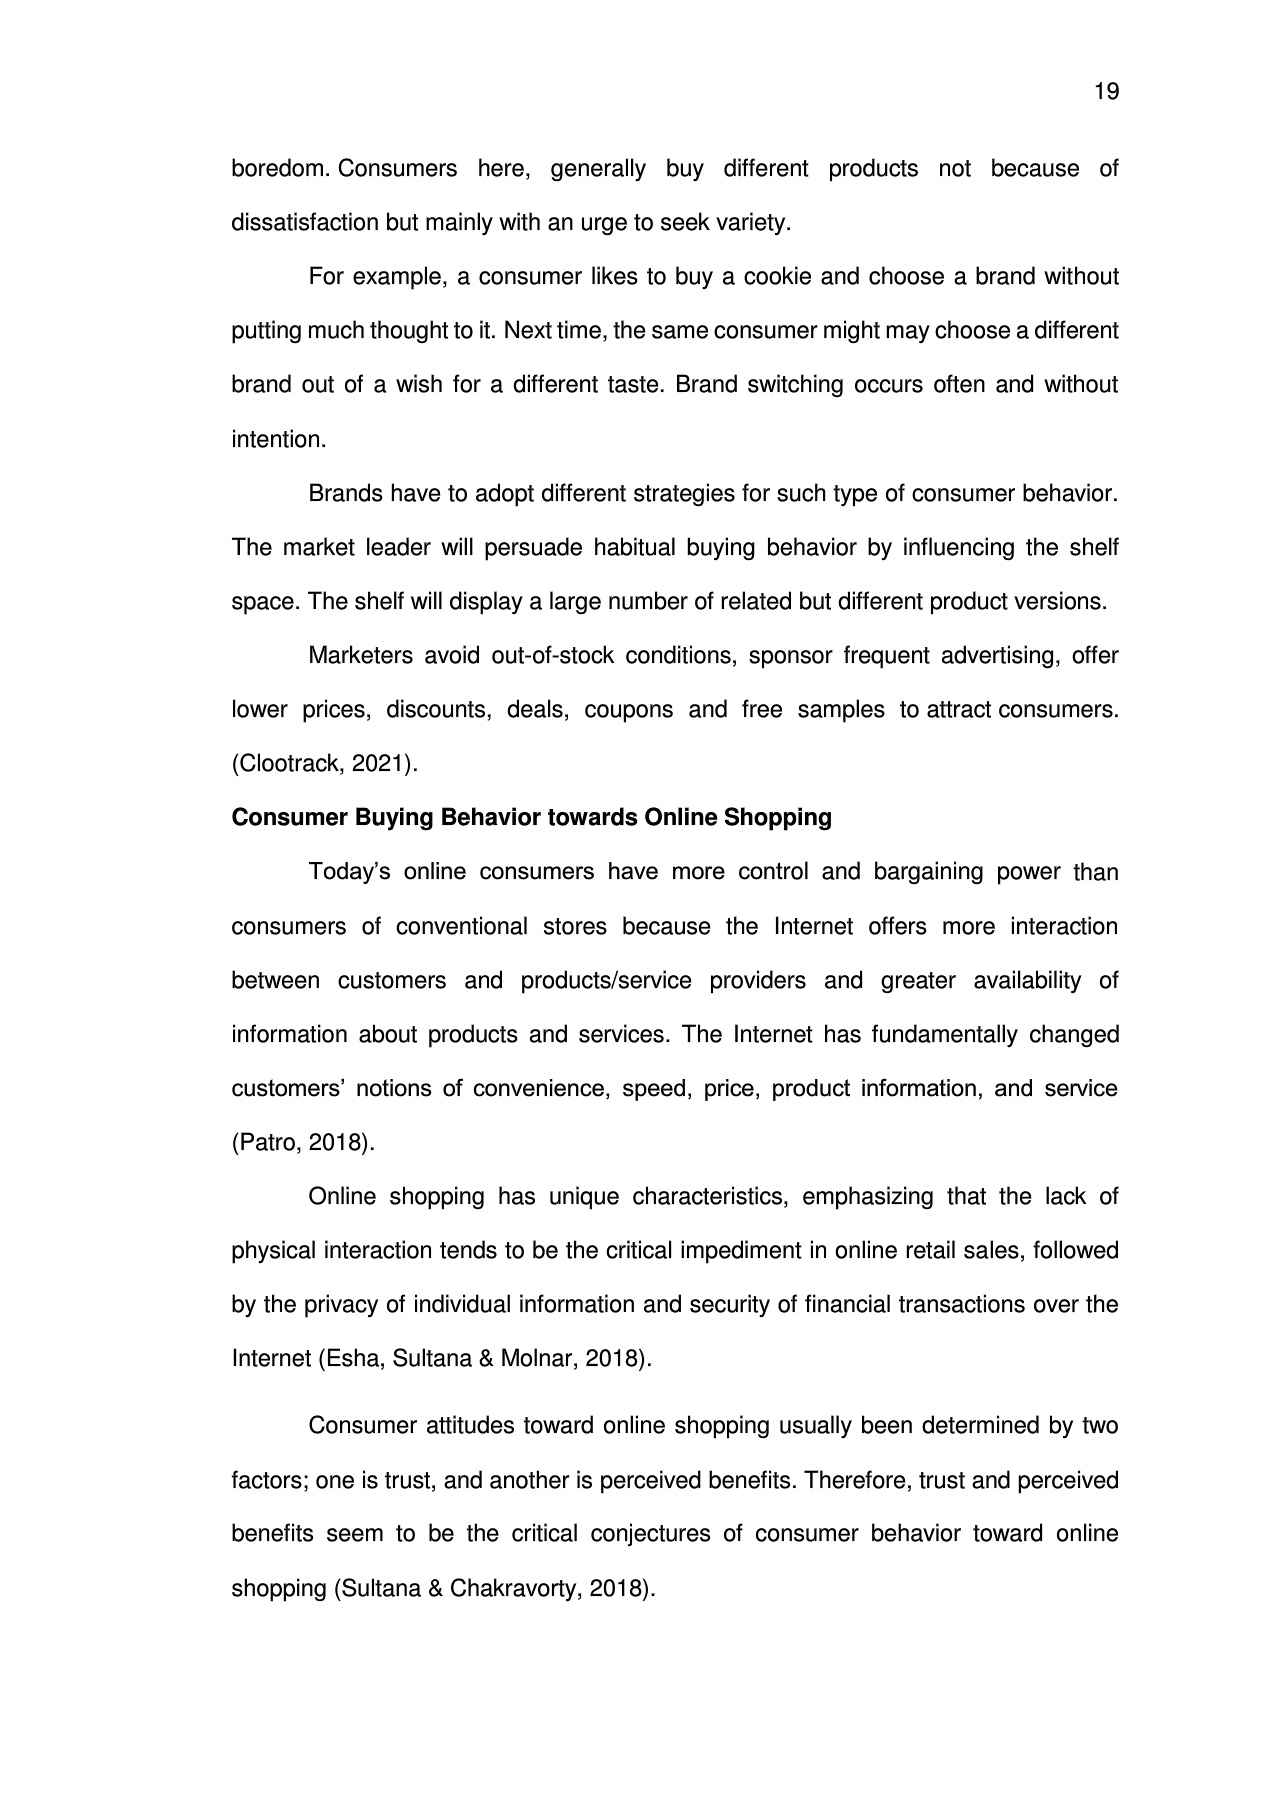 19
boredom. Consumers here, generally buy different products not because of
dissatisfaction but mainly with an urge to seek variety.
For example, a consumer likes to buy a cookie and choose a brand without
putting much thought to it. Next time, the same consumer might may choose a different
brand out of a wish for a different taste. Brand switching occurs often and without
intention.
Brands have to adopt different strategies for such type of consumer behavior.
The market leader will persuade habitual buying behavior by influencing the shelf
space. The shelf will display a large number of related but different product versions.
Marketers avoid out-of-stock conditions, sponsor frequent advertising, offer
lower prices, discounts, deals, coupons and free samples to attract consumers.
(Clootrack, 2021).
Consumer Buying Behavior towards Online Shopping
Today’s online consumers have more control and bargaining power than
consumers of conventional stores because the Internet offers more interaction
between customers and products/service providers and greater availability of
information about products and services. The Internet has fundamentally changed
customers’ notions of convenience, speed, price, product information, and service
(Patro, 2018).
Online shopping has unique characteristics, emphasizing that the lack of
physical interaction tends to be the critical impediment in online retail sales, followed
by the privacy of individual information and security of financial transactions over the
Internet (Esha, Sultana & Molnar, 2018).
Consumer attitudes toward online shopping usually been determined by two
factors; one is trust, and another is perceived benefits. Therefore, trust and perceived
benefits seem to be the critical conjectures of consumer behavior toward online
shopping (Sultana & Chakravorty, 2018).